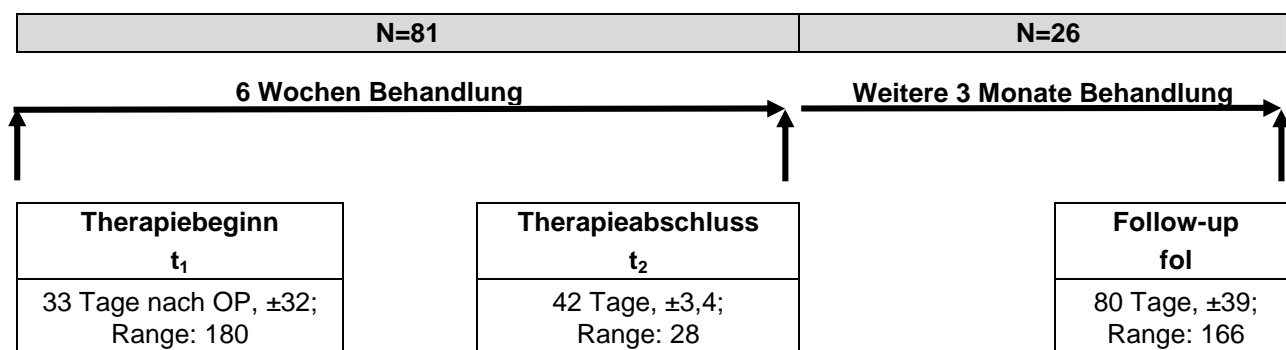 N=81 N=26
6 Wochen Behandlung Weitere 3 Monate Behandlung
Therapiebeginn Therapieabschluss Follow-up
t₁ t₂ fol
33 Tage nach OP, ±32; 42 Tage, ±3,4; 80 Tage, ±39;
Range: 180 Range: 28 Range: 166